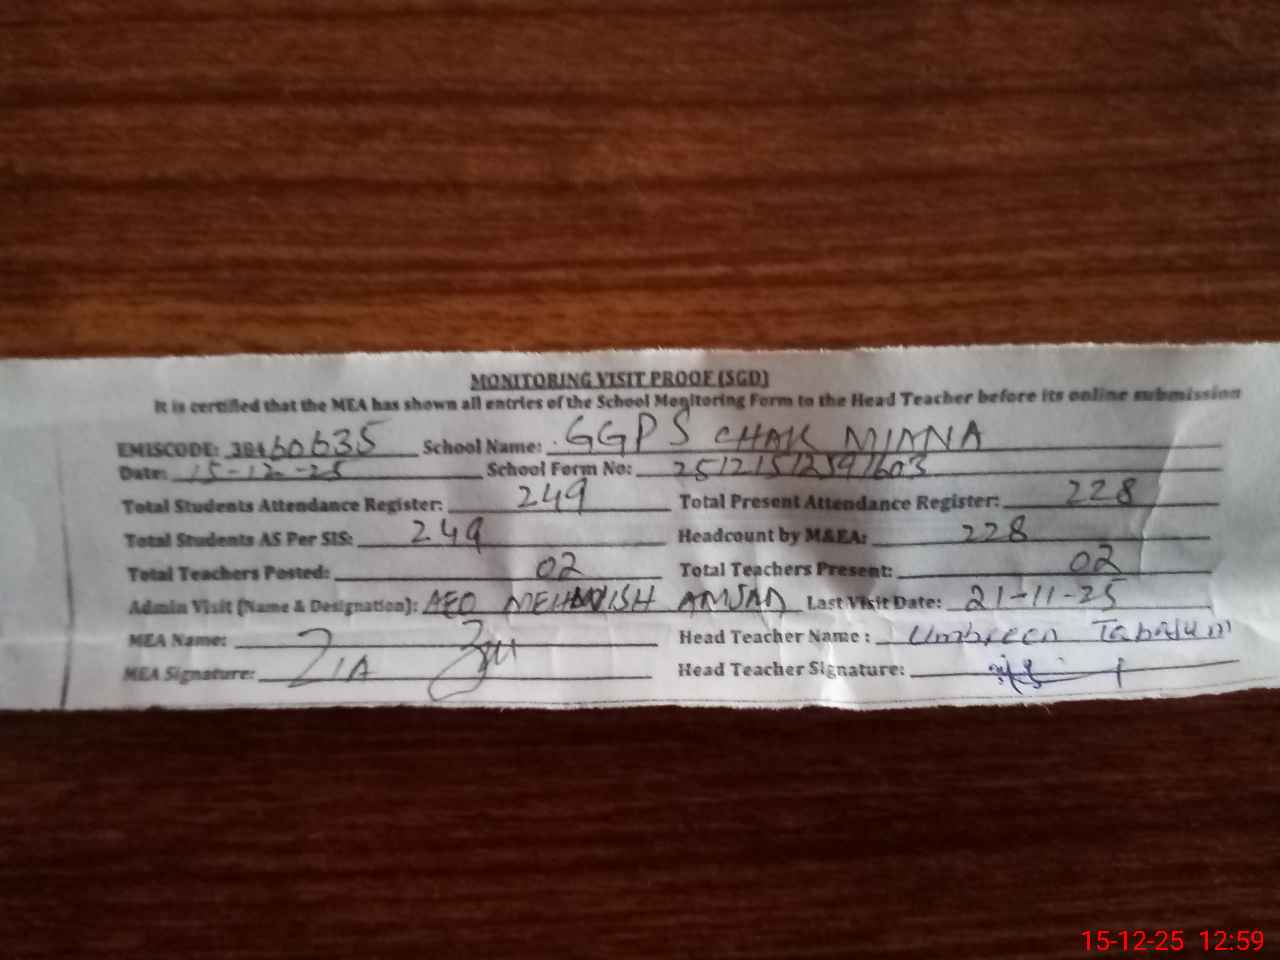 MONITORING VISIT PROOF (SGD)
It is certified that the MEA has shown all entries of the School Monitoring Form to the Head Teacher before its online submission
EMISCODE: 38460635 School Name: GGPS CHAK MIANA
Date: 15-12-25 School Form No:
Total Students Attendance Register: 249 Total Present Attendance Register: 228
Total Students AS Per SIS: 249 Headcount by M&EA: 228
Total Teachers Posted: 02 Total Teachers Present: 02
Admin Visit (Name & Designation): AEO MEHWISH AMJAD Last Visit Date: 21-11-25
MEA Name: ZIA Head Teacher Name : Umbreen Tabasum
MEA Signature: Head Teacher Signature:
15-12-25 12:59